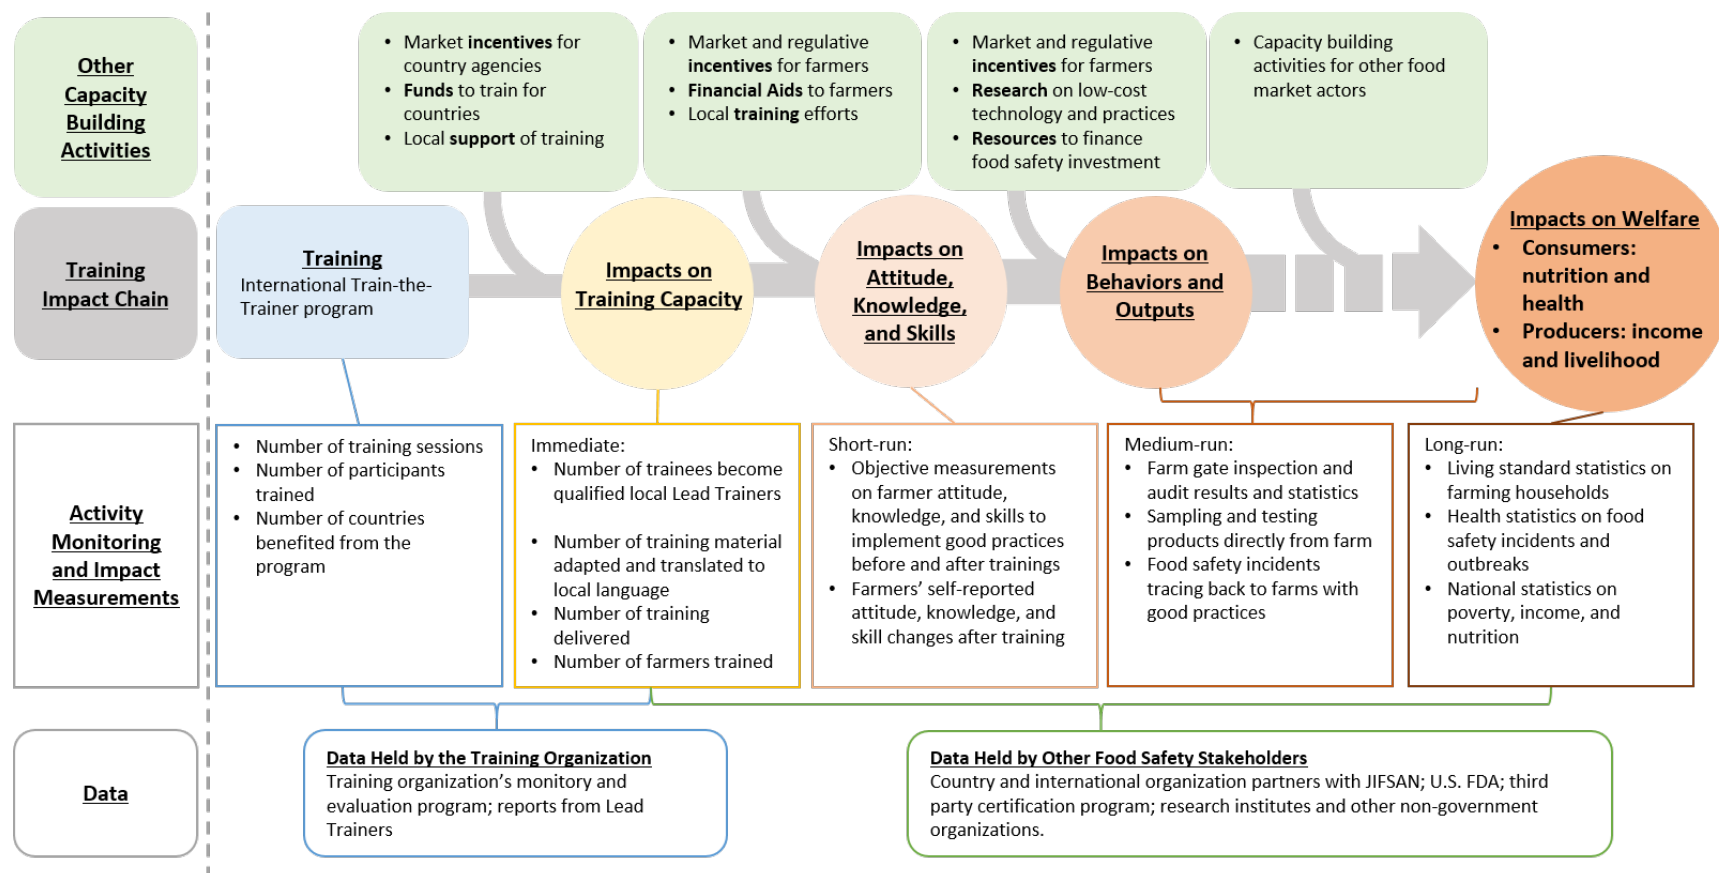 Other
Capacity
Building
Activities
• Market incentives for
country agencies
• Funds to train for
countries
• Local support of training
• Market and regulative
incentives for farmers
• Financial Aids to farmers
• Local training efforts
• Market and regulative
incentives for farmers
• Research on low-cost
technology and practices
• Resources to finance
food safety investment
• Capacity building
activities for other food
market actors
Training
Impact Chain
Training
International Train-the-
Trainer program
Impacts on
Training Capacity
Impacts on
Attitude,
Knowledge,
and Skills
Impacts on
Behaviors and
Outputs
Impacts on Welfare
• Consumers:
nutrition and
health
• Producers: income
and livelihood
Activity
Monitoring
and Impact
Measurements
• Number of training sessions
• Number of participants
trained
• Number of countries
benefited from the
program
Immediate:
• Number of trainees become
qualified local Lead Trainers
• Number of training material
adapted and translated to
local language
• Number of training
delivered
• Number of farmers trained
Short-run:
• Objective measurements
on farmer attitude,
knowledge, and skills to
implement good practices
before and after trainings
• Farmers’ self-reported
attitude, knowledge, and
skill changes after training
Medium-run:
• Farm gate inspection and
audit results and statistics
• Sampling and testing
products directly from farm
• Food safety incidents
tracing back to farms with
good practices
Long-run:
• Living standard statistics on
farming households
• Health statistics on food
safety incidents and
outbreaks
• National statistics on
poverty, income, and
nutrition
Data
Data Held by the Training Organization
Training organization’s monitory and
evaluation program; reports from Lead
Trainers
Data Held by Other Food Safety Stakeholders
Country and international organization partners with JIFSAN; U.S. FDA; third
party certification program; research institutes and other non-government
organizations.